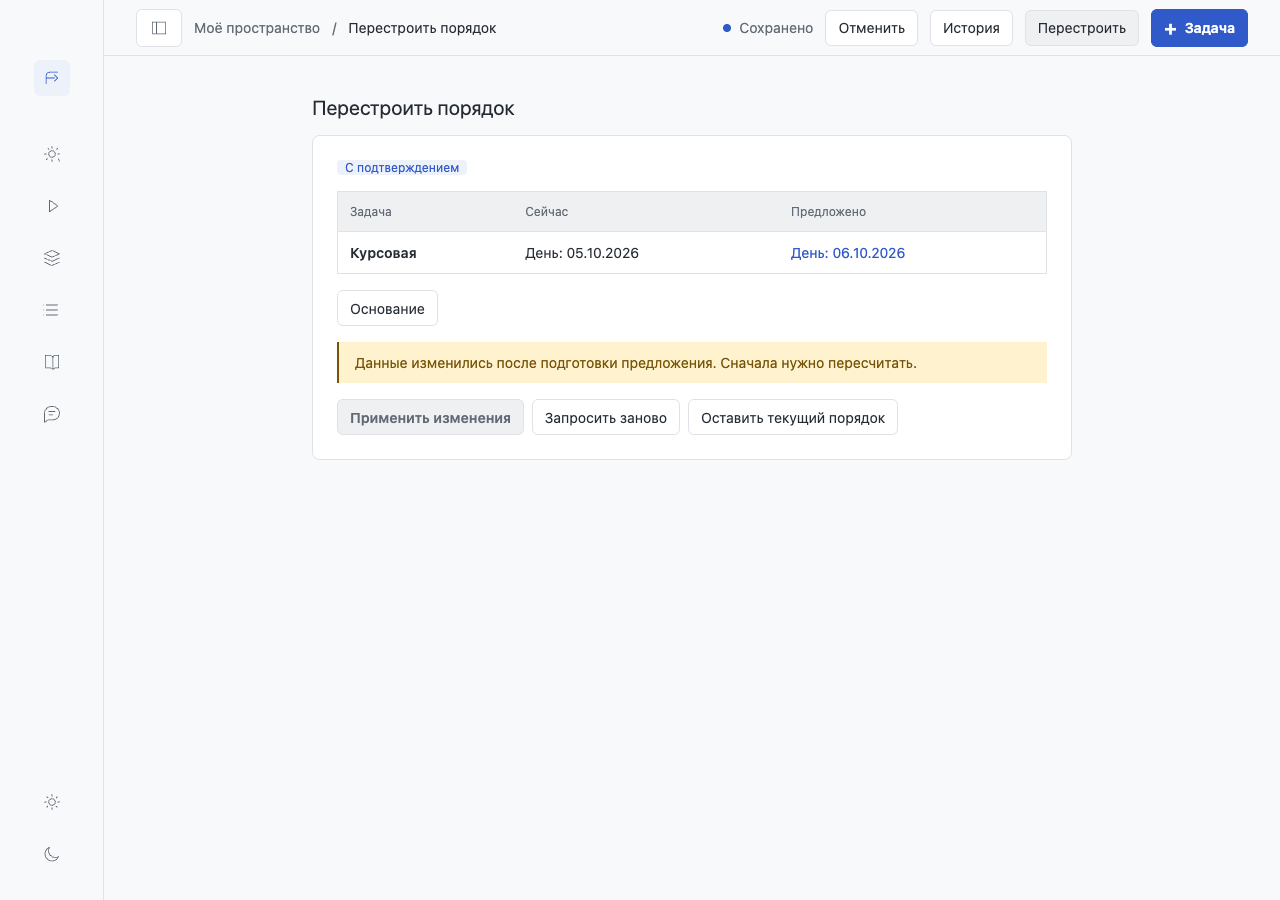 Моё пространство / Перестроить порядок
Сохранено
Отменить
История
Перестроить
+ Задача
Перестроить порядок
С подтверждением
Задача Сейчас Предложено
Курсовая День: 05.10.2026 День: 06.10.2026
Основание
Данные изменились после подготовки предложения. Сначала нужно пересчитать.
Применить изменения
Запросить заново
Оставить текущий порядок